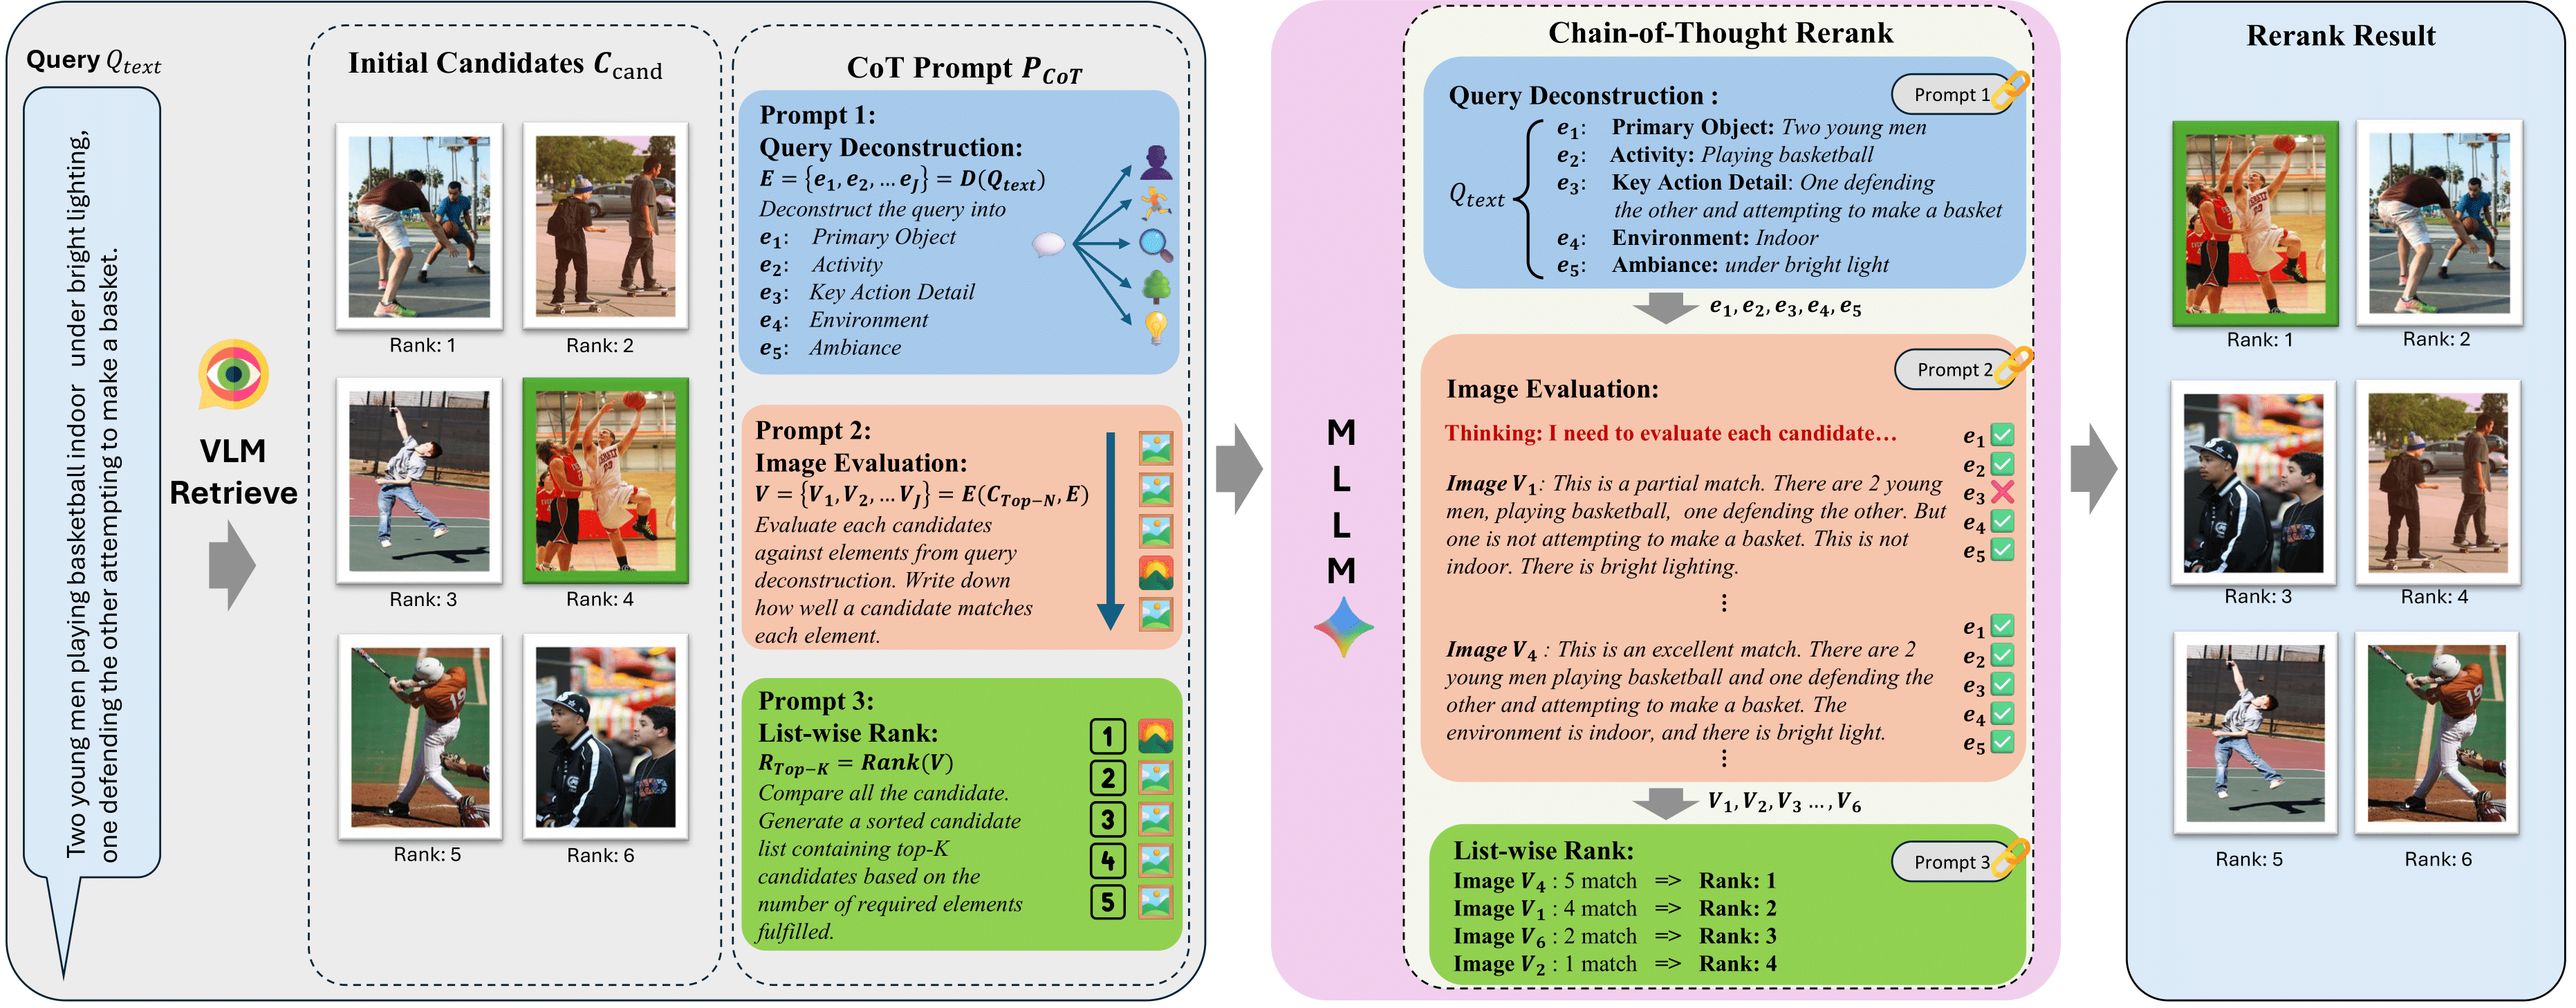 Query Q_text
Two young men playing basketball indoor under bright lighting,
one defending the other attempting to make a basket.
VLM
Retrieve
Initial Candidates C_cand
Rank: 1
Rank: 2
Rank: 3
Rank: 4
Rank: 5
Rank: 6
CoT Prompt P_CoT
Prompt 1:
Query Deconstruction:
E = {e_1, e_2, … e_J} = D(Q_text)
Deconstruct the query into
e_1: Primary Object
e_2: Activity
e_3: Key Action Detail
e_4: Environment
e_5: Ambiance
Prompt 2:
Image Evaluation:
V = {V_1, V_2, … V_J} = E(C_Top−N, E)
Evaluate each candidates
against elements from query
deconstruction. Write down
how well a candidate matches
each element.
Prompt 3:
List-wise Rank:
R_Top−K = Rank(V)
Compare all the candidate.
Generate a sorted candidate
list containing top-K
candidates based on the
number of required elements
fulfilled.
1
2
3
4
5
M
L
L
M
Chain-of-Thought Rerank
Prompt 1
Query Deconstruction :
Q_text
e_1: Primary Object: Two young men
e_2: Activity: Playing basketball
e_3: Key Action Detail: One defending
the other and attempting to make a basket
e_4: Environment: Indoor
e_5: Ambiance: under bright light
e_1, e_2, e_3, e_4, e_5
Prompt 2
Image Evaluation:
Thinking: I need to evaluate each candidate…
Image V_1: This is a partial match. There are 2 young
men, playing basketball, one defending the other. But
one is not attempting to make a basket. This is not
indoor. There is bright lighting.
e_1 ✅
e_2 ✅
e_3 ❌
e_4 ✅
e_5 ✅
⋮
Image V_4 : This is an excellent match. There are 2
young men playing basketball and one defending the
other and attempting to make a basket. The
environment is indoor, and there is bright light.
e_1 ✅
e_2 ✅
e_3 ✅
e_4 ✅
e_5 ✅
⋮
V_1, V_2, V_3 …, V_6
Prompt 3
List-wise Rank:
Image V_4 : 5 match => Rank: 1
Image V_1 : 4 match => Rank: 2
Image V_6 : 2 match => Rank: 3
Image V_2 : 1 match => Rank: 4
Rerank Result
Rank: 1
Rank: 2
Rank: 3
Rank: 4
Rank: 5
Rank: 6